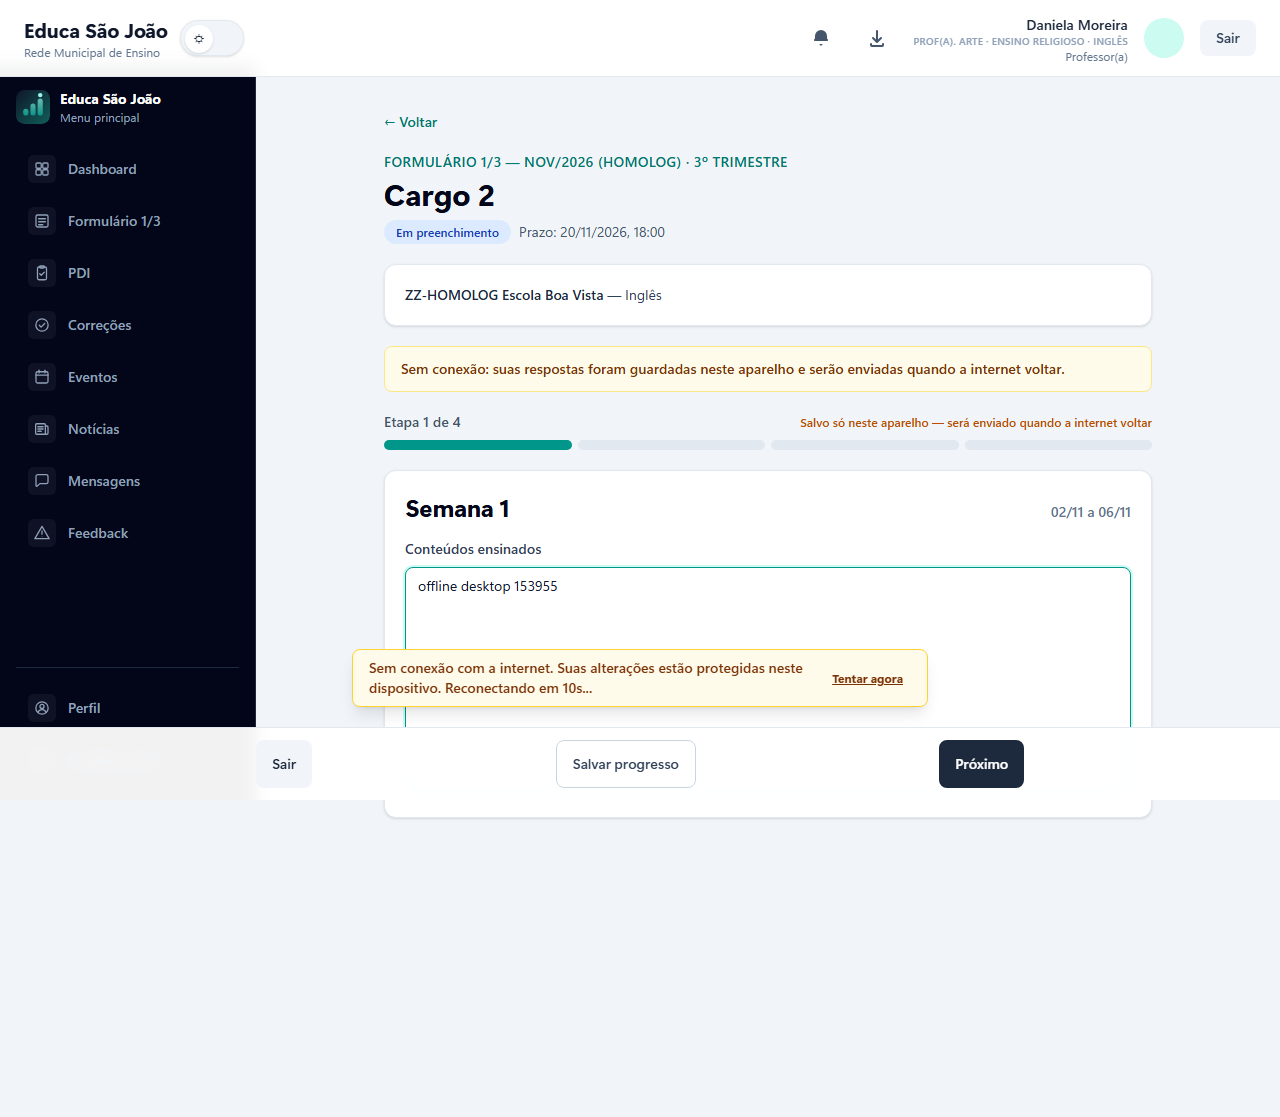 Educa São João
Rede Municipal de Ensino
Daniela Moreira
PROF(A). ARTE · ENSINO RELIGIOSO · INGLÊS
Professor(a)
Sair
Educa São João
Menu principal
Dashboard
Formulário 1/3
PDI
Correções
Eventos
Notícias
Mensagens
Feedback
Perfil
← Voltar
FORMULÁRIO 1/3 — NOV/2026 (HOMOLOG) · 3º TRIMESTRE
Cargo 2
Em preenchimento Prazo: 20/11/2026, 18:00
ZZ-HOMOLOG Escola Boa Vista — Inglês
Sem conexão: suas respostas foram guardadas neste aparelho e serão enviadas quando a internet voltar.
Etapa 1 de 4
Salvo só neste aparelho — será enviado quando a internet voltar
Semana 1
02/11 a 06/11
Conteúdos ensinados
offline desktop 153955
Sem conexão com a internet. Suas alterações estão protegidas neste
dispositivo. Reconectando em 10s...
Tentar agora
Sair
Salvar progresso
Próximo